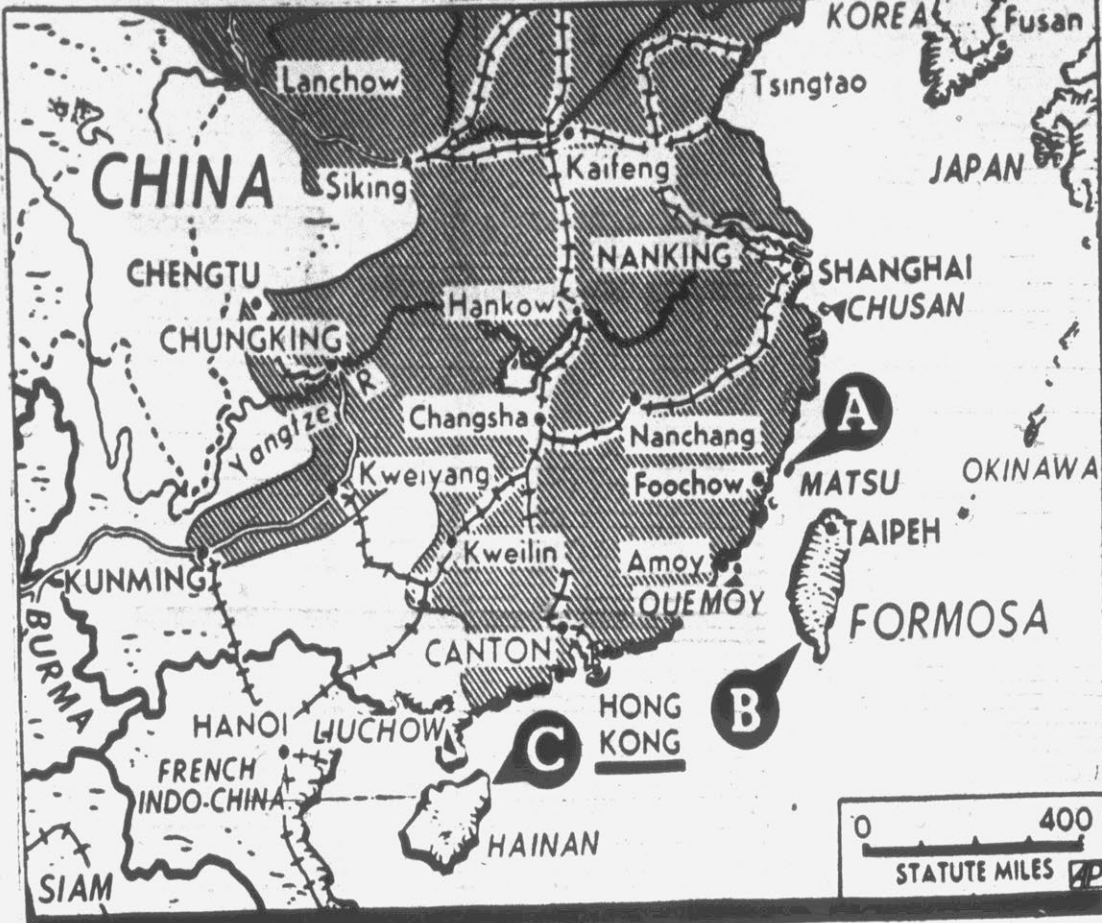 KOREA
Fusan
Lanchow
Tsingtao
CHINA
Siking
Kaifeng
JAPAN
CHENGTU
NANKING
SHANGHAI
Hankow
CHUSAN
CHUNGKING
R
Yangtze
Changsha
Nanchang
A
Kweiyang
Foochow
MATSU
OKINAWA
TAIPEH
Kweilin
Amoy
KUNMING
QUEMOY
FORMOSA
BURMA
CANTON
B
HANOI
LIUCHOW
C
HONG
KONG
FRENCH
INDO-CHINA
HAINAN
0 400
STATUTE MILES AP
SIAM